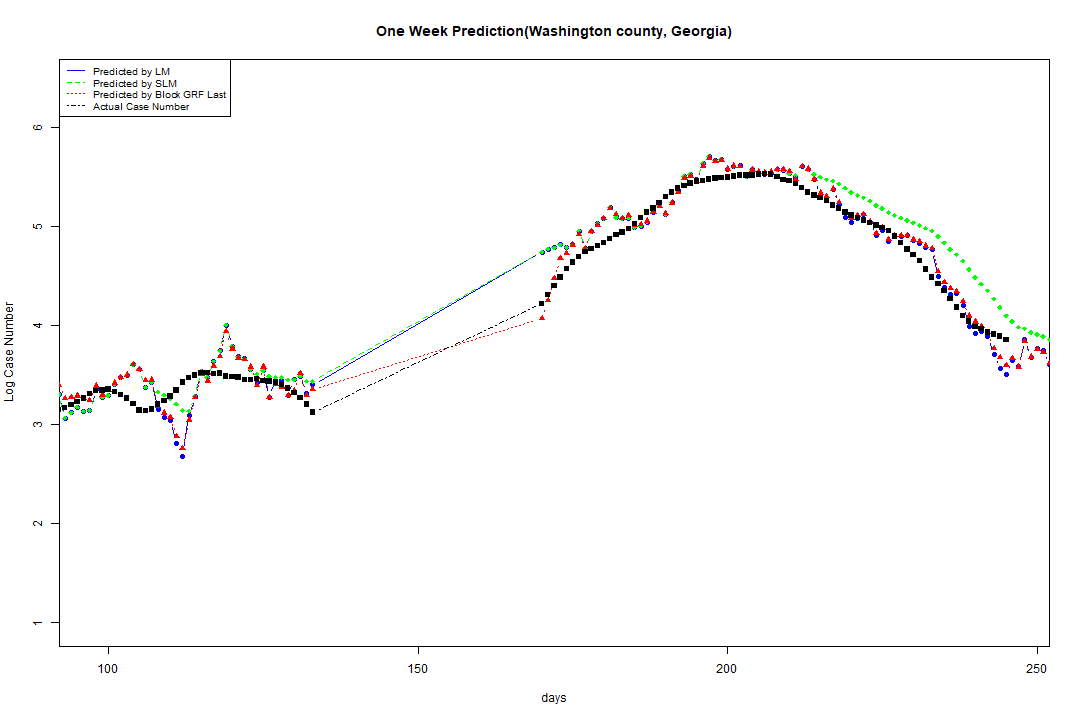 One Week Prediction(Washington county, Georgia)
Predicted by LM
Predicted by SLM
Predicted by Block GRF Last
Actual Case Number
Log Case Number
6
5
4
3
2
1
100 150 200 250
days